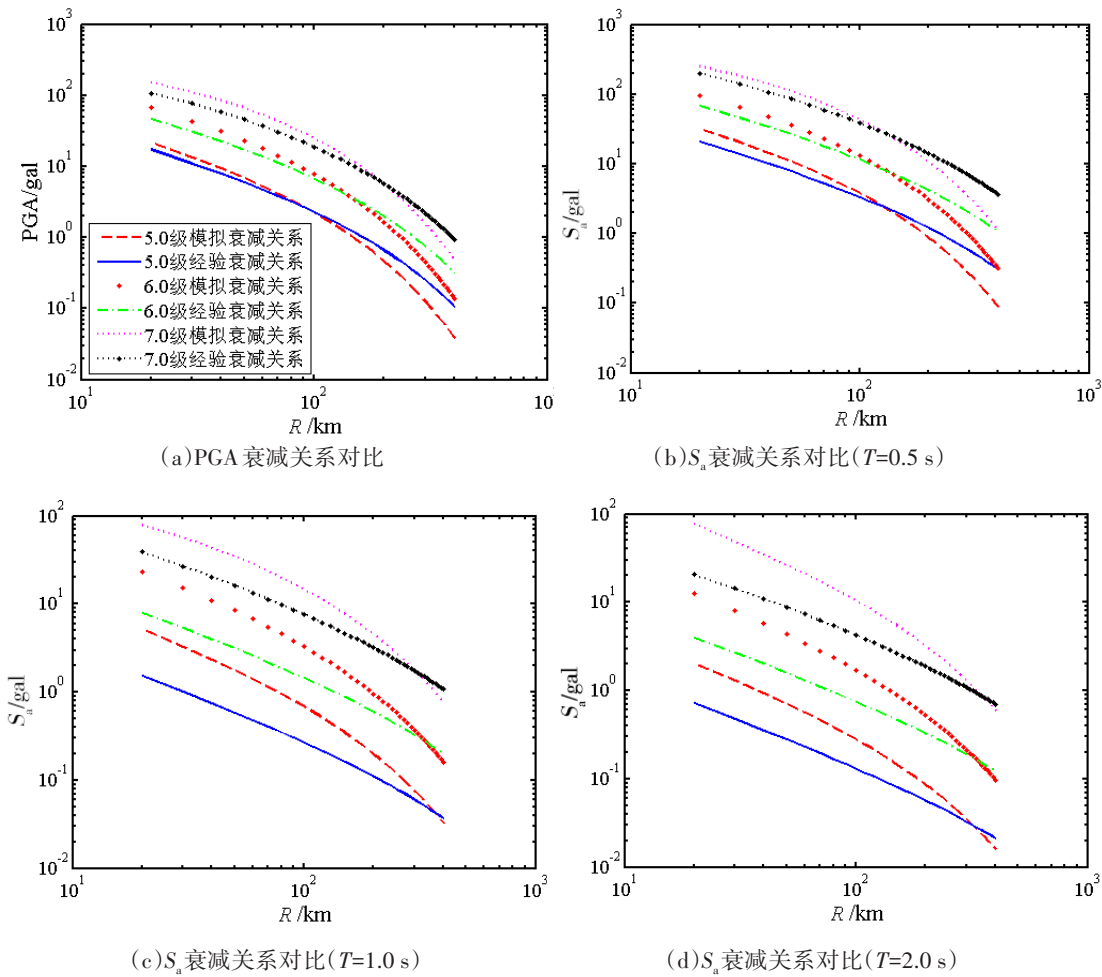 10³
10³
10²
10²
10¹
10¹
10⁰
10⁰
10⁻¹
10⁻¹
10⁻²
10⁻²
PGA/gal
Sₐ/gal
5.0级模拟衰减关系
5.0级经验衰减关系
6.0级模拟衰减关系
6.0级经验衰减关系
7.0级模拟衰减关系
7.0级经验衰减关系
10¹ 10² 10
10¹ 10² 10³
R/km
R/km
(a)PGA衰减关系对比
(b)Sₐ衰减关系对比(T=0.5 s)
10²
10²
10¹
10¹
10⁰
10⁰
10⁻¹
10⁻¹
10⁻²
10⁻²
Sₐ/gal
Sₐ/gal
10¹ 10² 10³
10¹ 10² 10³
R/km
R/km
(c)Sₐ衰减关系对比(T=1.0 s)
(d)Sₐ衰减关系对比(T=2.0 s)